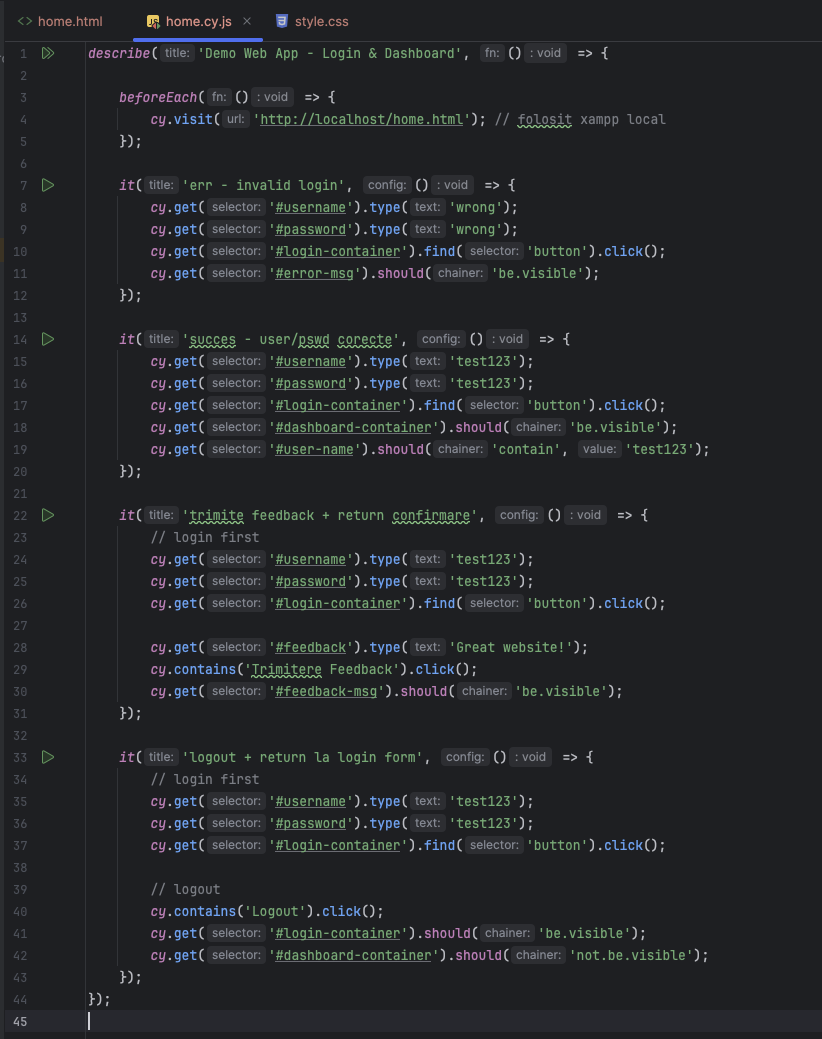 home.html home.cy.js style.css
1 describe( title: 'Demo Web App - Login & Dashboard', fn: () : void => {
2
3 beforeEach( fn: () : void => {
4 cy.visit( url: 'http://localhost/home.html'); // folosit xampp local
5 });
6
7 it( title: 'err - invalid login', config: () : void => {
8 cy.get( selector: '#username').type( text: 'wrong');
9 cy.get( selector: '#password').type( text: 'wrong');
10 cy.get( selector: '#login-container').find( selector: 'button').click();
11 cy.get( selector: '#error-msg').should( chainer: 'be.visible');
12 });
13
14 it( title: 'succes - user/pswd corecte', config: () : void => {
15 cy.get( selector: '#username').type( text: 'test123');
16 cy.get( selector: '#password').type( text: 'test123');
17 cy.get( selector: '#login-container').find( selector: 'button').click();
18 cy.get( selector: '#dashboard-container').should( chainer: 'be.visible');
19 cy.get( selector: '#user-name').should( chainer: 'contain', value: 'test123');
20 });
21
22 it( title: 'trimite feedback + return confirmare', config: () : void => {
23 // login first
24 cy.get( selector: '#username').type( text: 'test123');
25 cy.get( selector: '#password').type( text: 'test123');
26 cy.get( selector: '#login-container').find( selector: 'button').click();
27
28 cy.get( selector: '#feedback').type( text: 'Great website!');
29 cy.contains('Trimitere Feedback').click();
30 cy.get( selector: '#feedback-msg').should( chainer: 'be.visible');
31 });
32
33 it( title: 'logout + return la login form', config: () : void => {
34 // login first
35 cy.get( selector: '#username').type( text: 'test123');
36 cy.get( selector: '#password').type( text: 'test123');
37 cy.get( selector: '#login-container').find( selector: 'button').click();
38
39 // logout
40 cy.contains('Logout').click();
41 cy.get( selector: '#login-container').should( chainer: 'be.visible');
42 cy.get( selector: '#dashboard-container').should( chainer: 'not.be.visible');
43 });
44 });
45